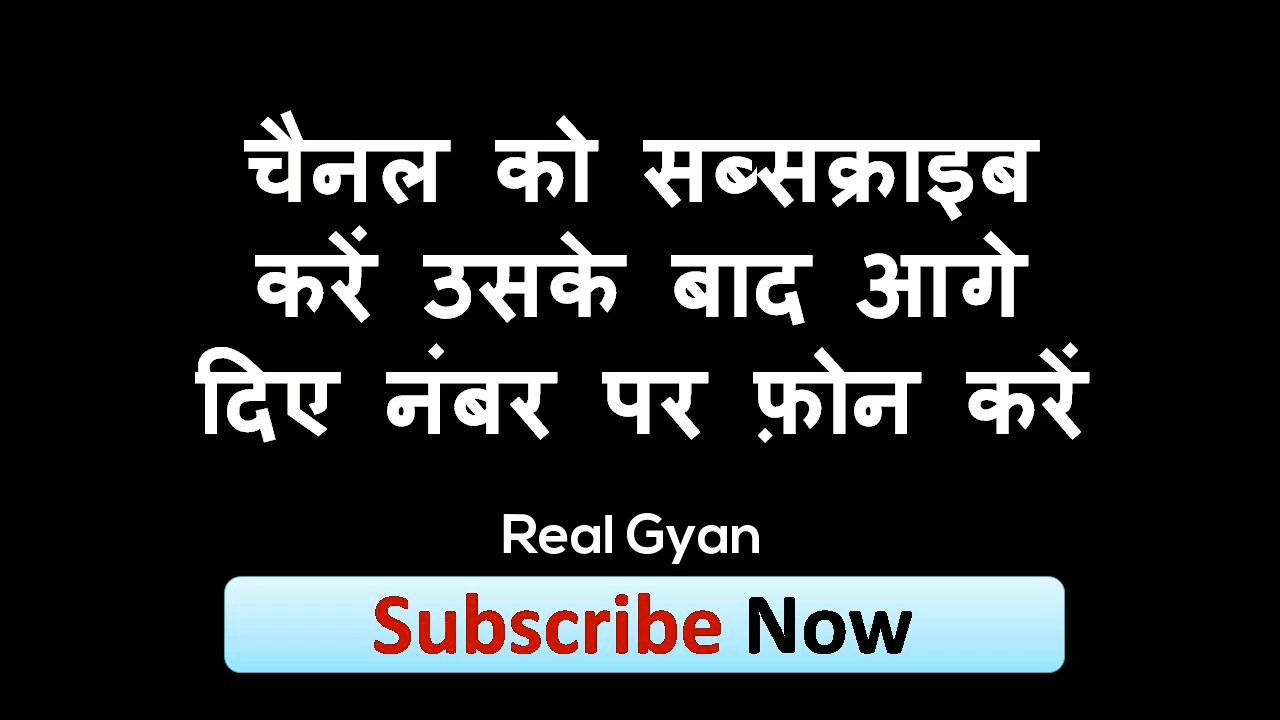 चैनल को सब्सक्राइब
करें उसके बाद आगे
दिए नंबर पर फ़ोन करें
Real Gyan
Subscribe Now